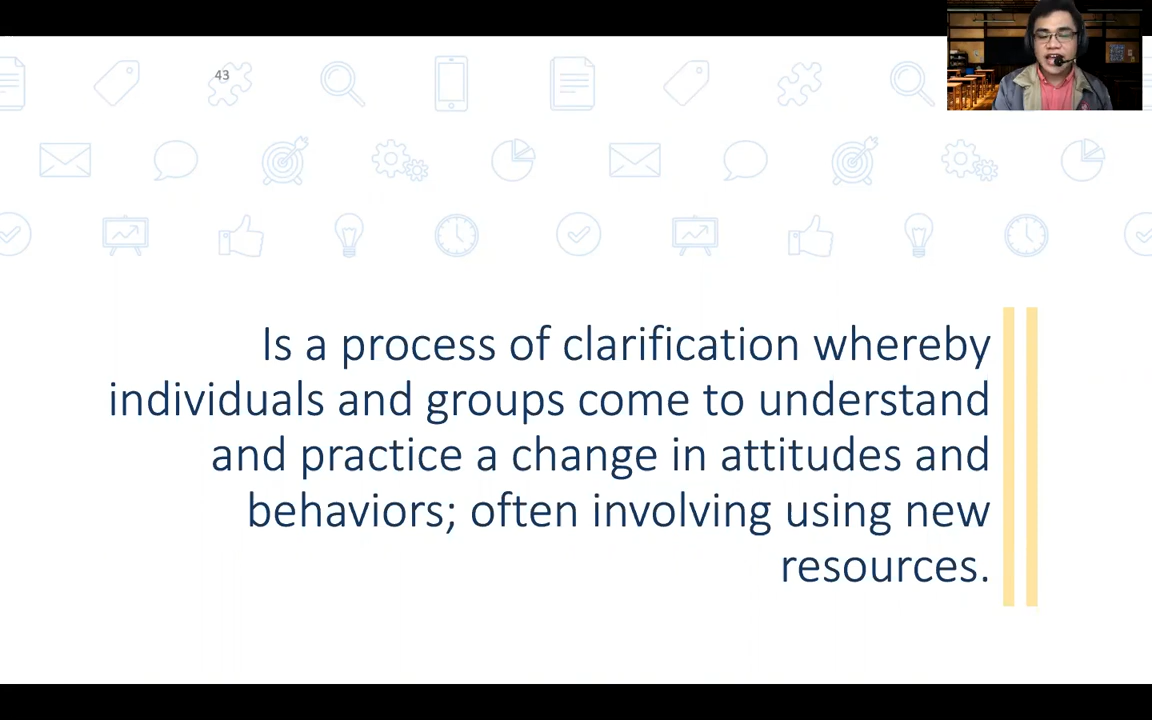 43
Is a process of clarification whereby
individuals and groups come to understand
and practice a change in attitudes and
behaviors; often involving using new
resources.